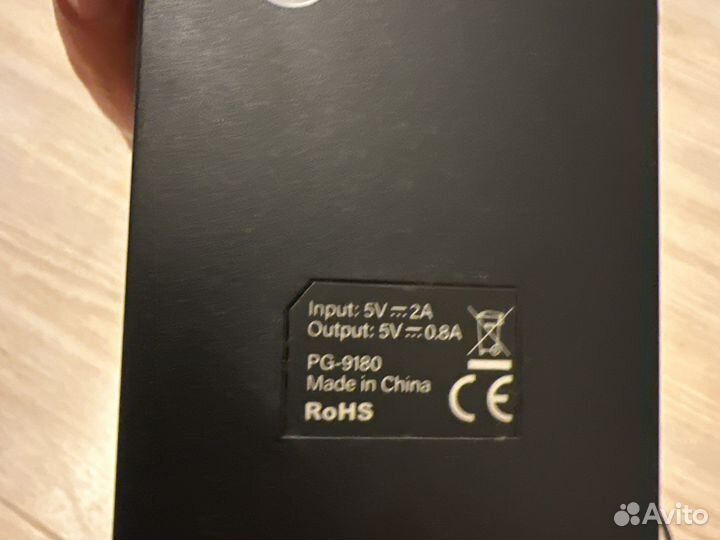 Input: 5V⎓2A
Output: 5V⎓0.8A
PG-9180
Made in China
RoHS
CE
Avito